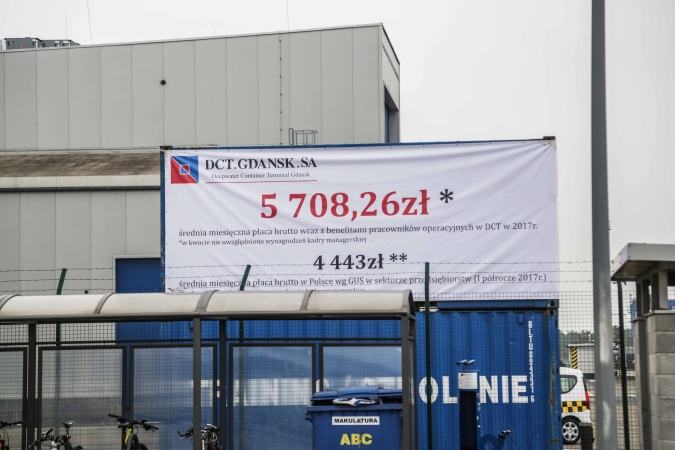 DCT.GDANSK.SA
Deepwater Container Terminal Gdansk
5 708,26zł *
średnia miesięczna płaca brutto wraz z benefitami pracowników operacyjnych w DCT w 2017r.
*w kwocie nie uwzględniono wynagrodzeń kadry managerskiej
4 443zł **
średnia miesięczna płaca brutto w Polsce wg GUS w sektorze przedsiębiorstw (I półrocze 2017r.)
MAKULATURA
ABC